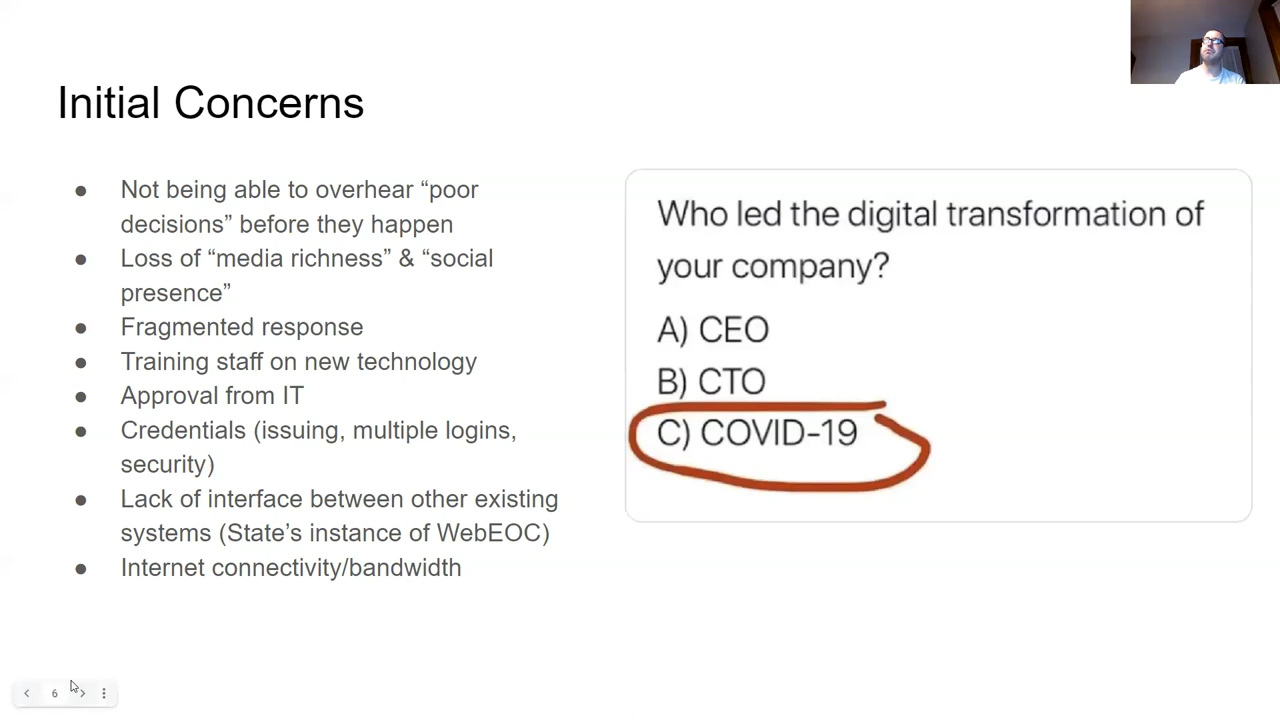 Initial Concerns
● Not being able to overhear “poor
decisions” before they happen
● Loss of “media richness” & “social
presence”
● Fragmented response
● Training staff on new technology
● Approval from IT
● Credentials (issuing, multiple logins,
security)
● Lack of interface between other existing
systems (State’s instance of WebEOC)
● Internet connectivity/bandwidth
Who led the digital transformation of
your company?
A) CEO
B) CTO
C) COVID-19
6